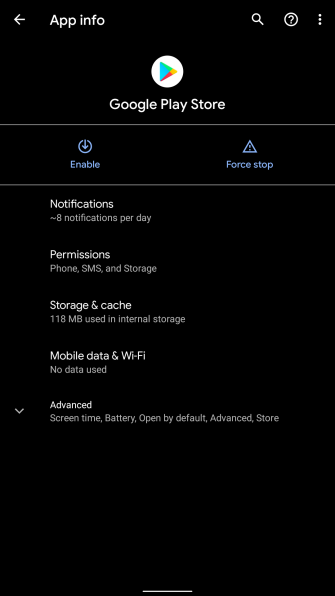 App info
Google Play Store
Enable
Force stop
Notifications
~8 notifications per day
Permissions
Phone, SMS, and Storage
Storage & cache
118 MB used in internal storage
Mobile data & Wi-Fi
No data used
Advanced
Screen time, Battery, Open by default, Advanced, Store